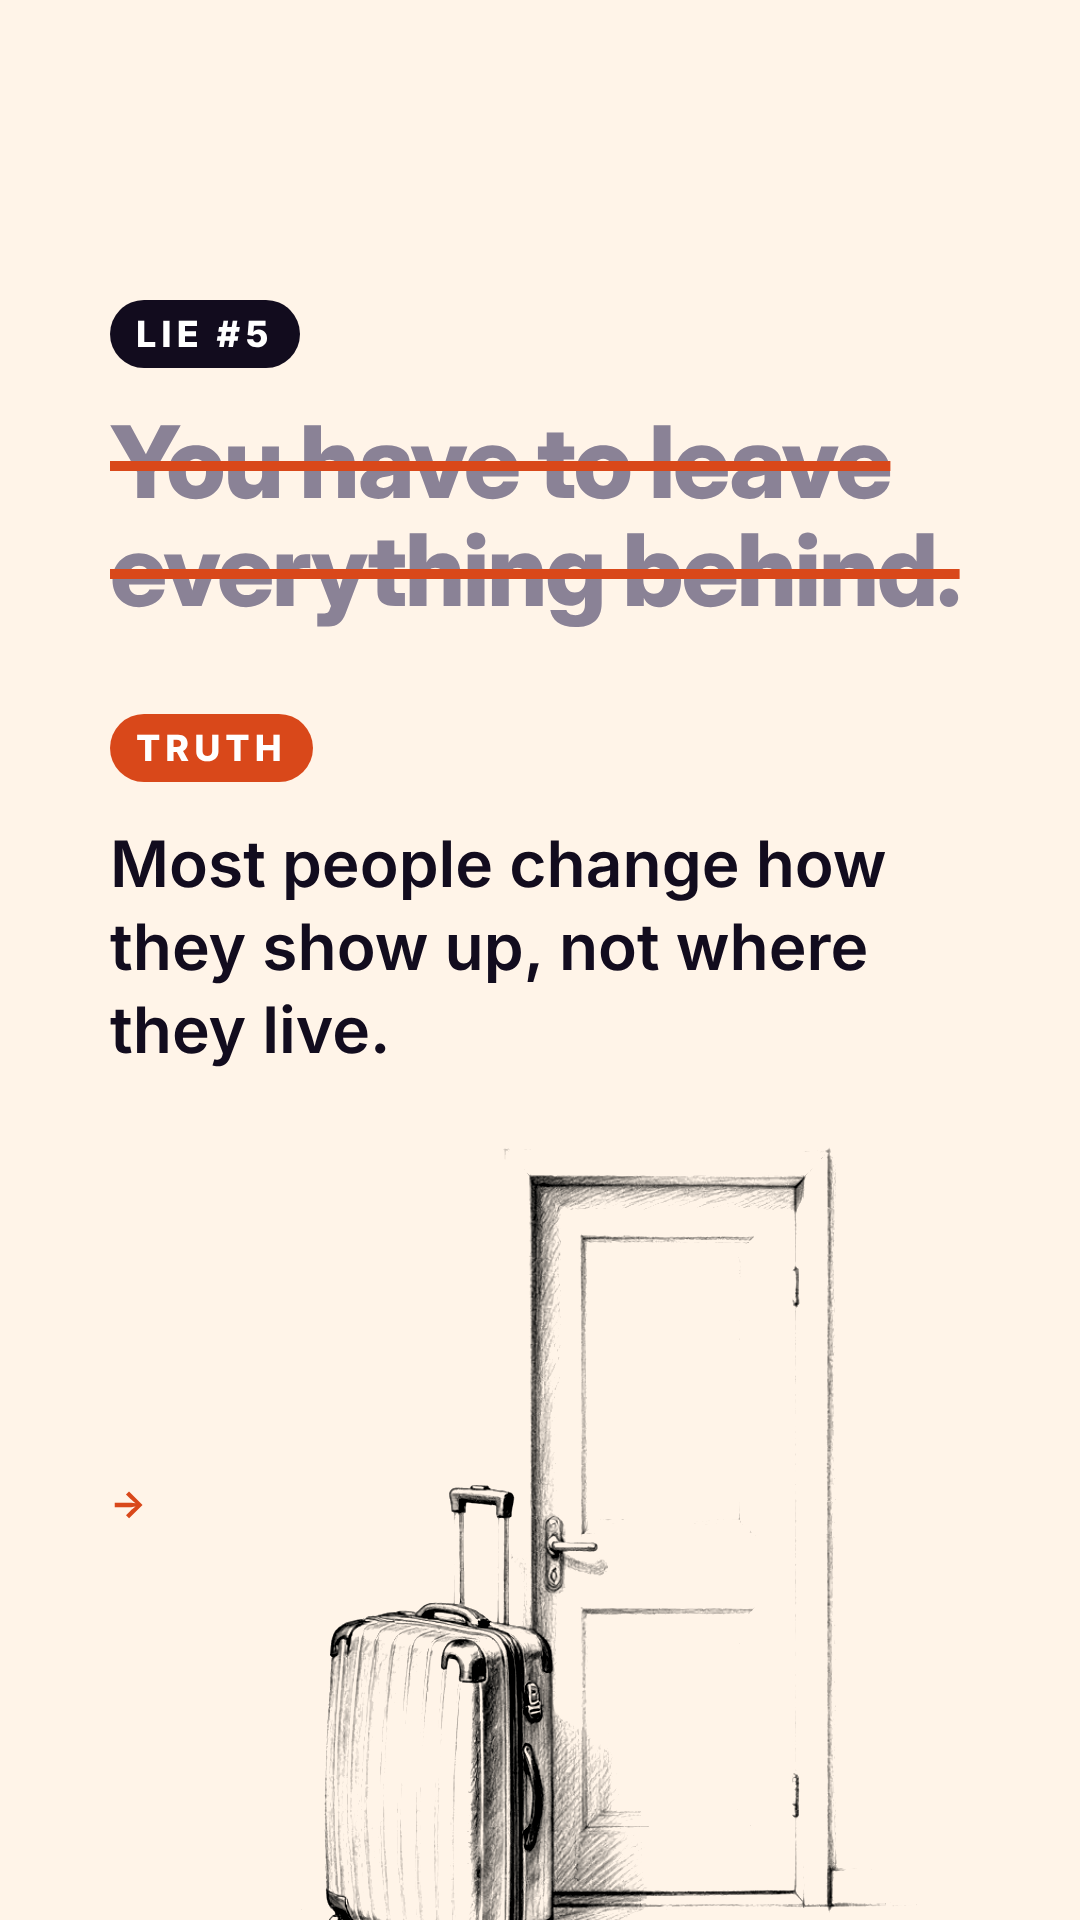 LIE #5
You have to leave
everything behind.
TRUTH
Most people change how
they show up, not where
they live.
→